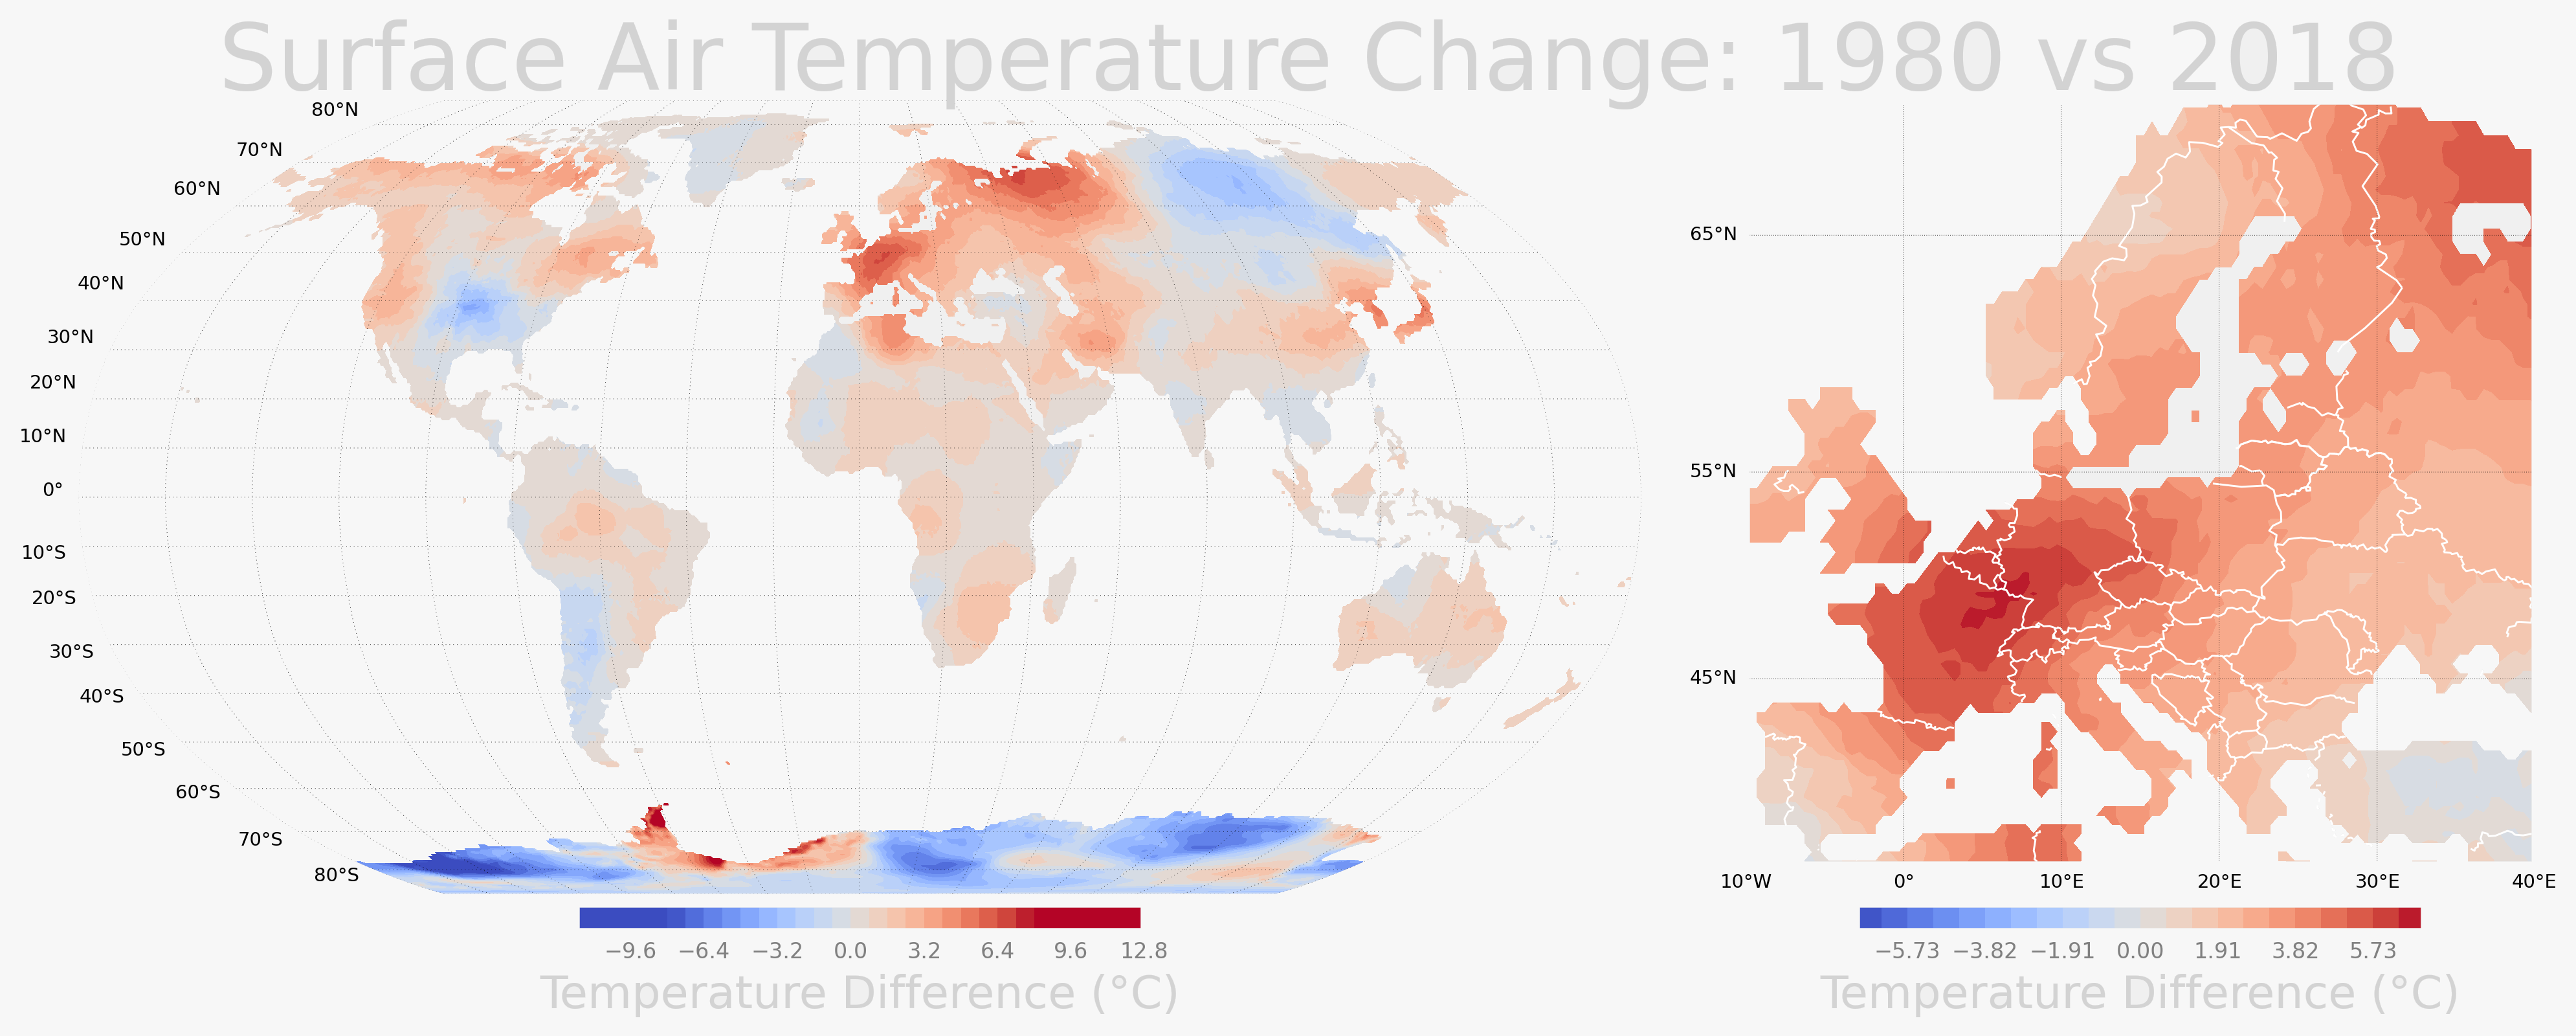 Surface Air Temperature Change: 1980 vs 2018
80°N
70°N
60°N
50°N
40°N
30°N
20°N
10°N
0°
10°S
20°S
30°S
40°S
50°S
60°S
70°S
80°S
−9.6 −6.4 −3.2 0.0 3.2 6.4 9.6 12.8
Temperature Difference (°C)
65°N
55°N
45°N
10°W 0° 10°E 20°E 30°E 40°E
−5.73 −3.82 −1.91 0.00 1.91 3.82 5.73
Temperature Difference (°C)